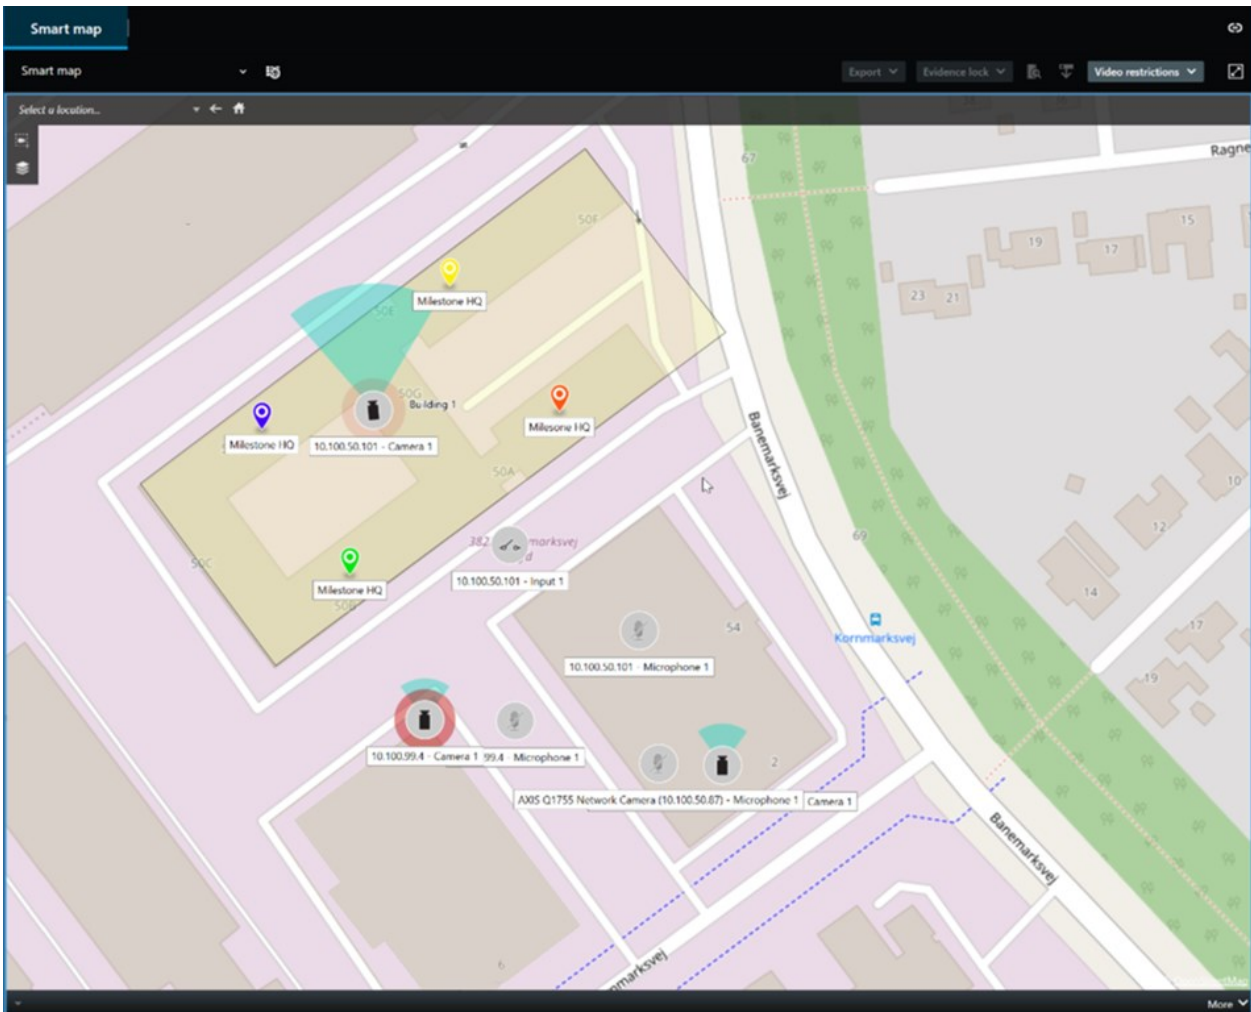 Smart map
Smart map
Export
Evidence lock
Video restrictions
Select a location...
67
Ragne
50F
15
19
17
Milestone HQ
23
21
50E
50G
Building 1
Milestone HQ
10.100.50.101 - Camera 1
Milesone HQ
Banemarksvej
50A
10
12
382
marksvej
d
69
50C
10.100.50.101 - Input 1
Milestone HQ
50B
14
54
17
Kornmarksvej
10.100.50.101 - Microphone 1
19
10.100.99.4 - Camera 1
99.4 - Microphone 1
2
AXIS Q1755 Network Camera (10.100.50.87) - Microphone 1
Camera 1
Banemarksvej
6
nmarksvej
More